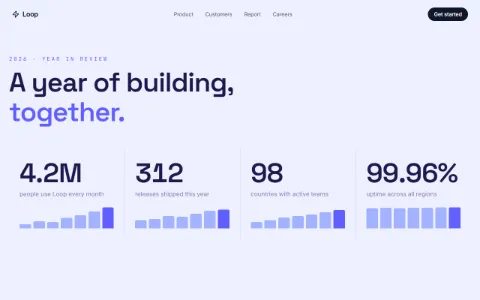 Loop
Product Customers Report Careers
Get started
2026 · YEAR IN REVIEW
A year of building,
together.
4.2M
people use Loop every month
312
releases shipped this year
98
countries with active teams
99.96%
uptime across all regions